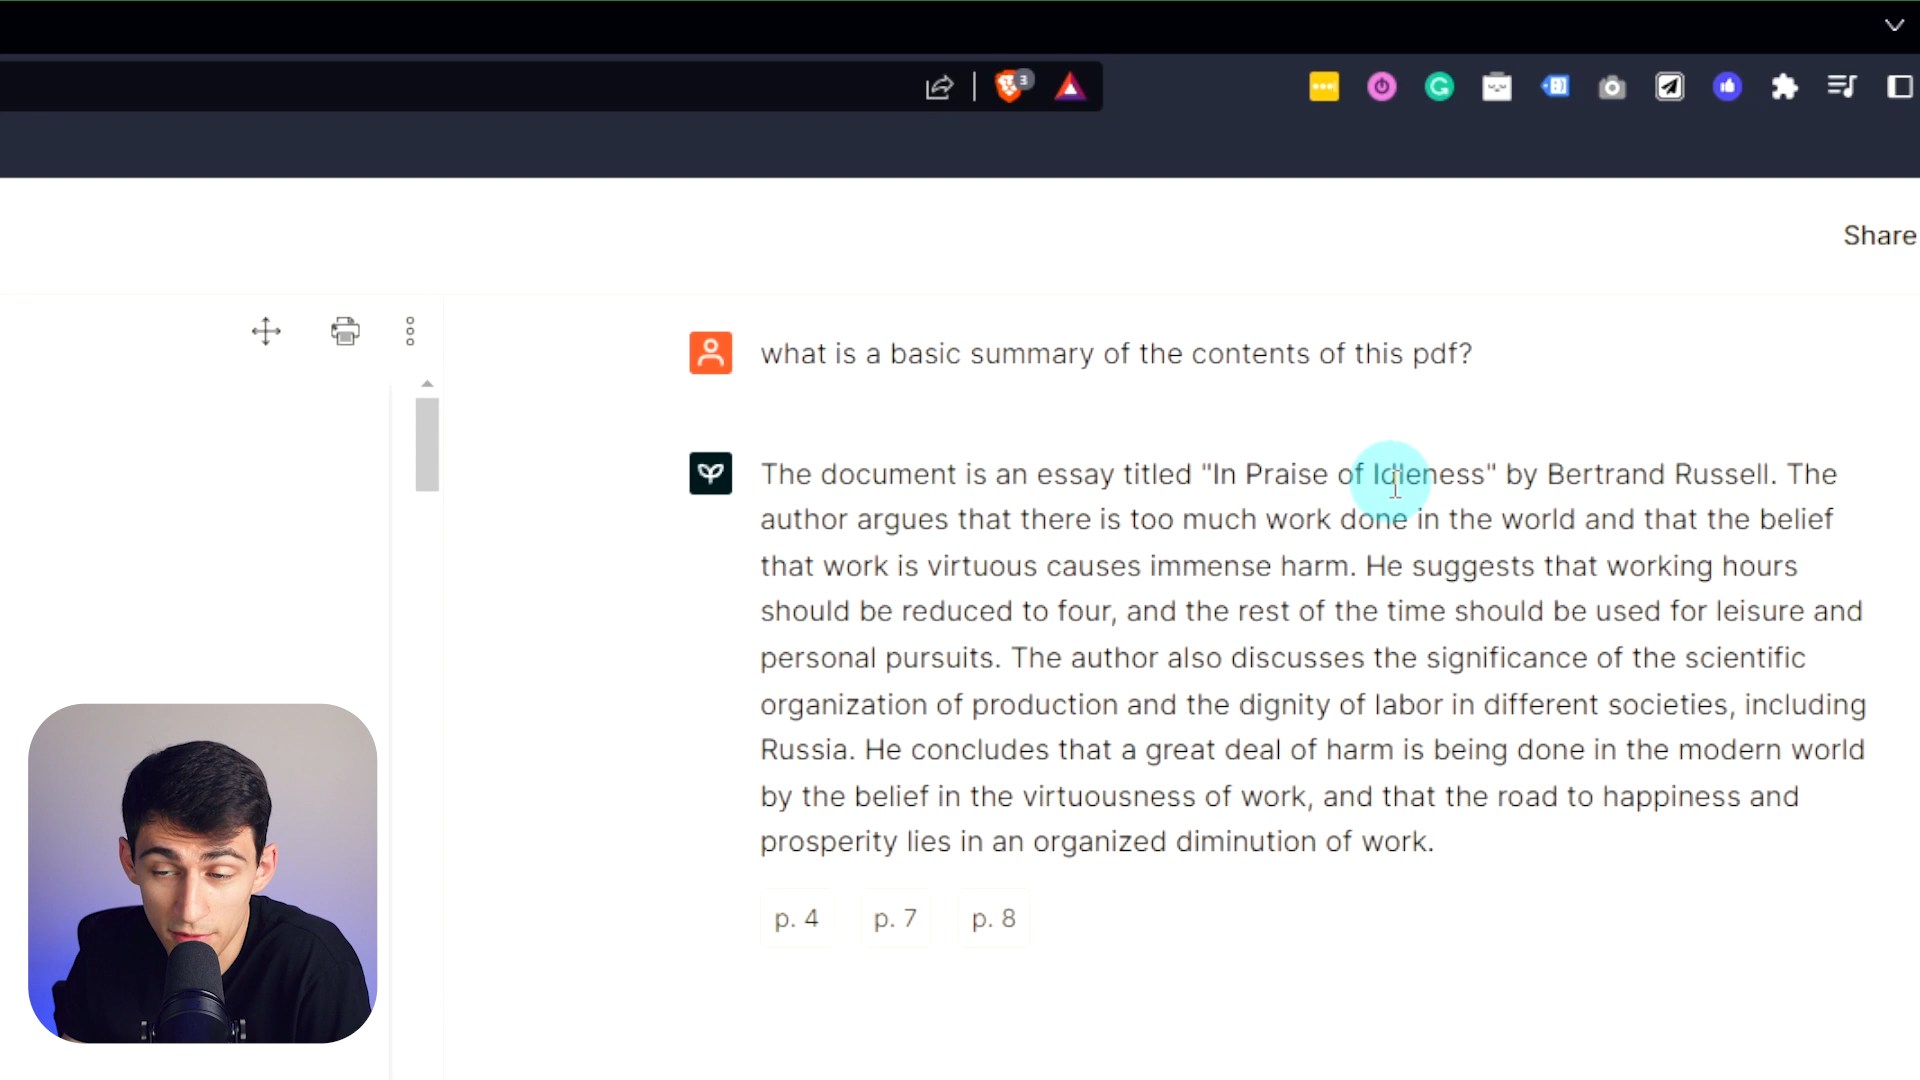 3
Share
what is a basic summary of the contents of this pdf?
The document is an essay titled "In Praise of Idleness" by Bertrand Russell. The
author argues that there is too much work done in the world and that the belief
that work is virtuous causes immense harm. He suggests that working hours
should be reduced to four, and the rest of the time should be used for leisure and
personal pursuits. The author also discusses the significance of the scientific
organization of production and the dignity of labor in different societies, including
Russia. He concludes that a great deal of harm is being done in the modern world
by the belief in the virtuousness of work, and that the road to happiness and
prosperity lies in an organized diminution of work.
p. 4 p. 7 p. 8